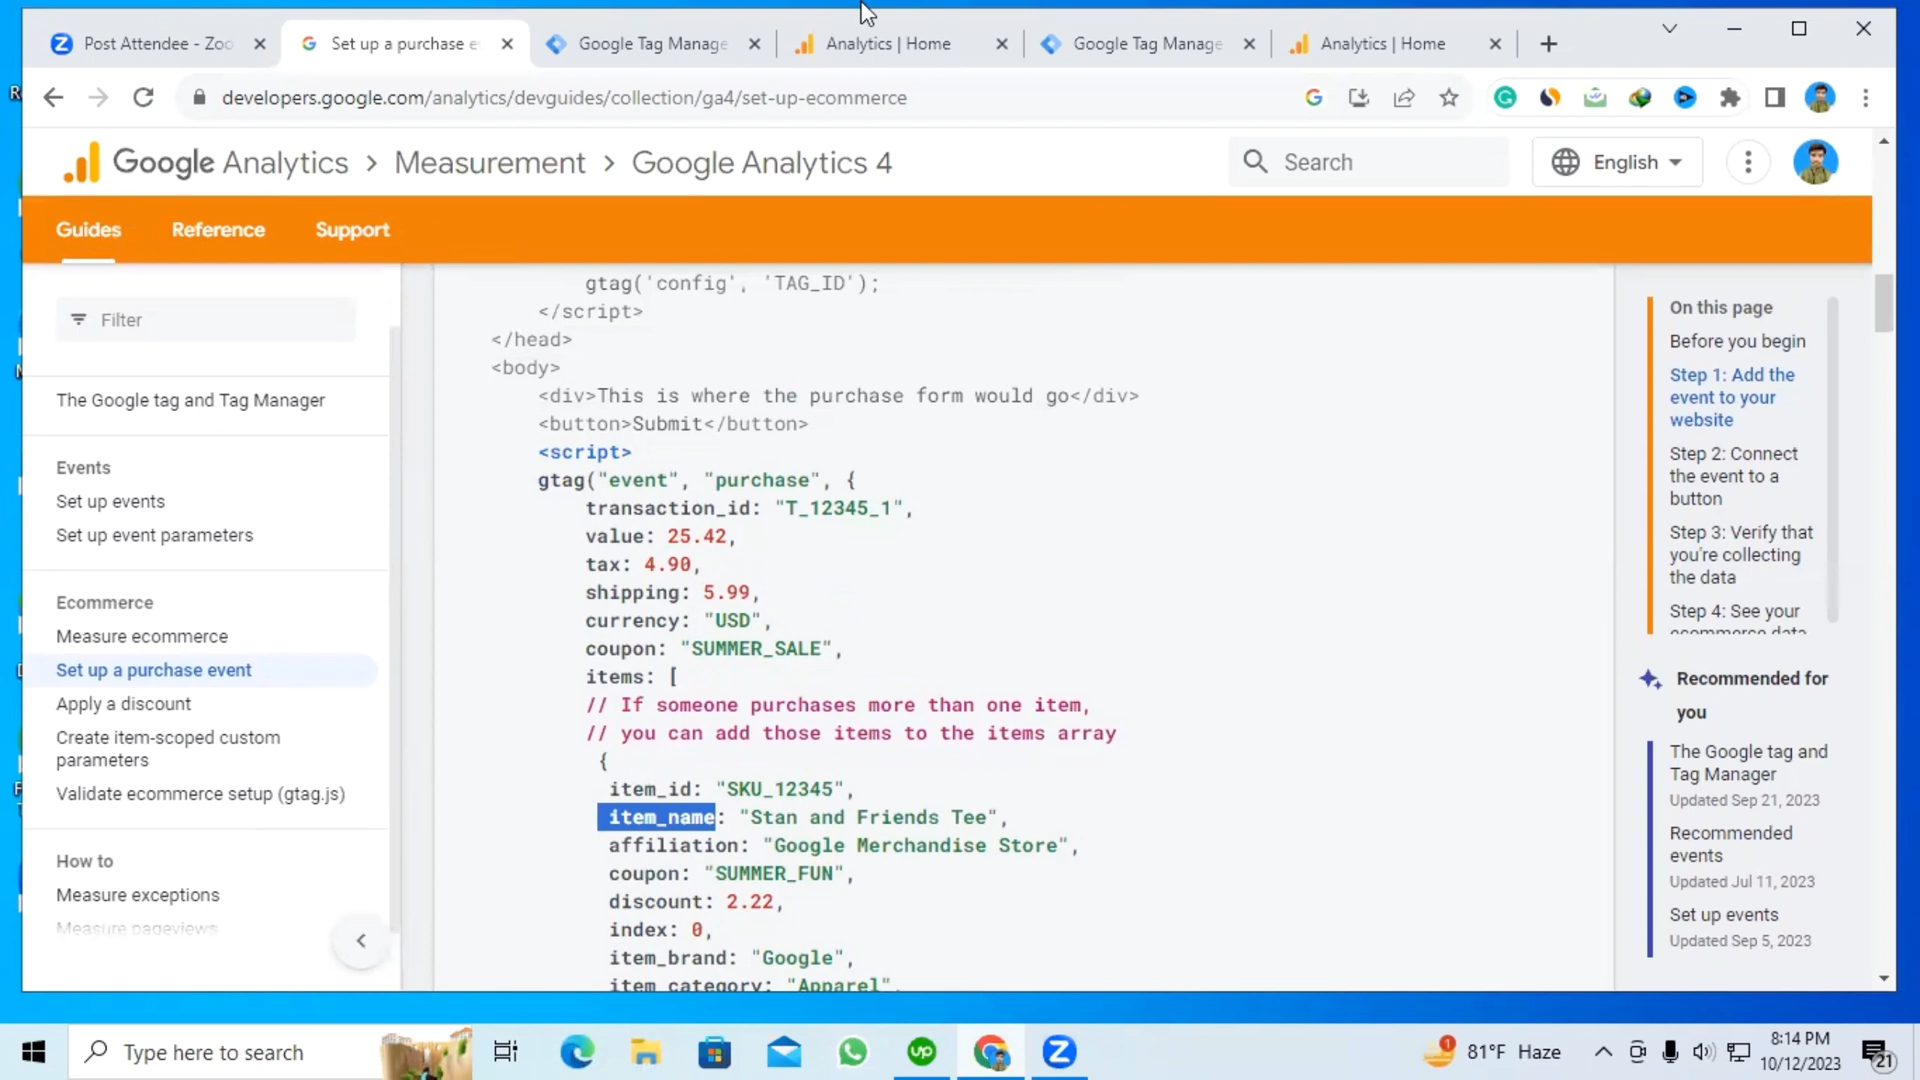 Post Attendee - Zoo
Set up a purchase e
Google Tag Manage
Analytics | Home
Google Tag Manage
Analytics | Home
developers.google.com/analytics/devguides/collection/ga4/set-up-ecommerce
Google Analytics > Measurement > Google Analytics 4
Search
English
Guides
Reference
Support
Filter
The Google tag and Tag Manager
Events
Set up events
Set up event parameters
Ecommerce
Measure ecommerce
Set up a purchase event
Apply a discount
Create item-scoped custom
parameters
Validate ecommerce setup (gtag.js)
How to
Measure exceptions
Measure pageviews
gtag('config', 'TAG_ID');
</script>
</head>
<body>
<div>This is where the purchase form would go</div>
<button>Submit</button>
<script>
gtag("event", "purchase", {
transaction_id: "T_12345_1",
value: 25.42,
tax: 4.90,
shipping: 5.99,
currency: "USD",
coupon: "SUMMER_SALE",
items: [
// If someone purchases more than one item,
// you can add those items to the items array
{
item_id: "SKU_12345",
item_name: "Stan and Friends Tee",
affiliation: "Google Merchandise Store",
coupon: "SUMMER_FUN",
discount: 2.22,
index: 0,
item_brand: "Google",
item_category: "Apparel",
On this page
Before you begin
Step 1: Add the
event to your
website
Step 2: Connect
the event to a
button
Step 3: Verify that
you're collecting
the data
Step 4: See your
ecommerce data
Recommended for
you
The Google tag and
Tag Manager
Updated Sep 21, 2023
Recommended
events
Updated Jul 11, 2023
Set up events
Updated Sep 5, 2023
Type here to search
up
81°F Haze
8:14 PM
10/12/2023
21